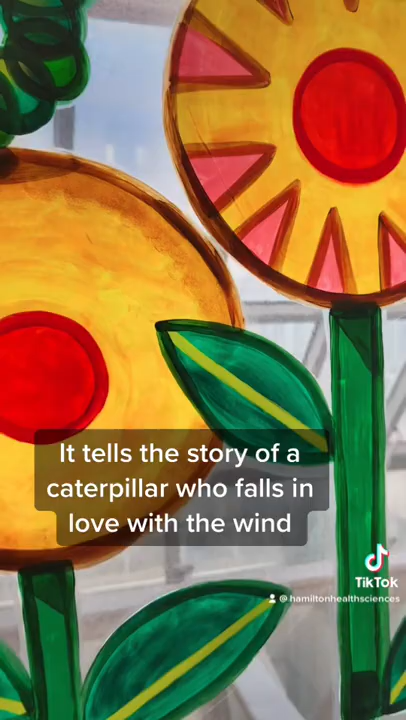 It tells the story of a
caterpillar who falls in
love with the wind
TikTok
@hamiltonhealthsciences